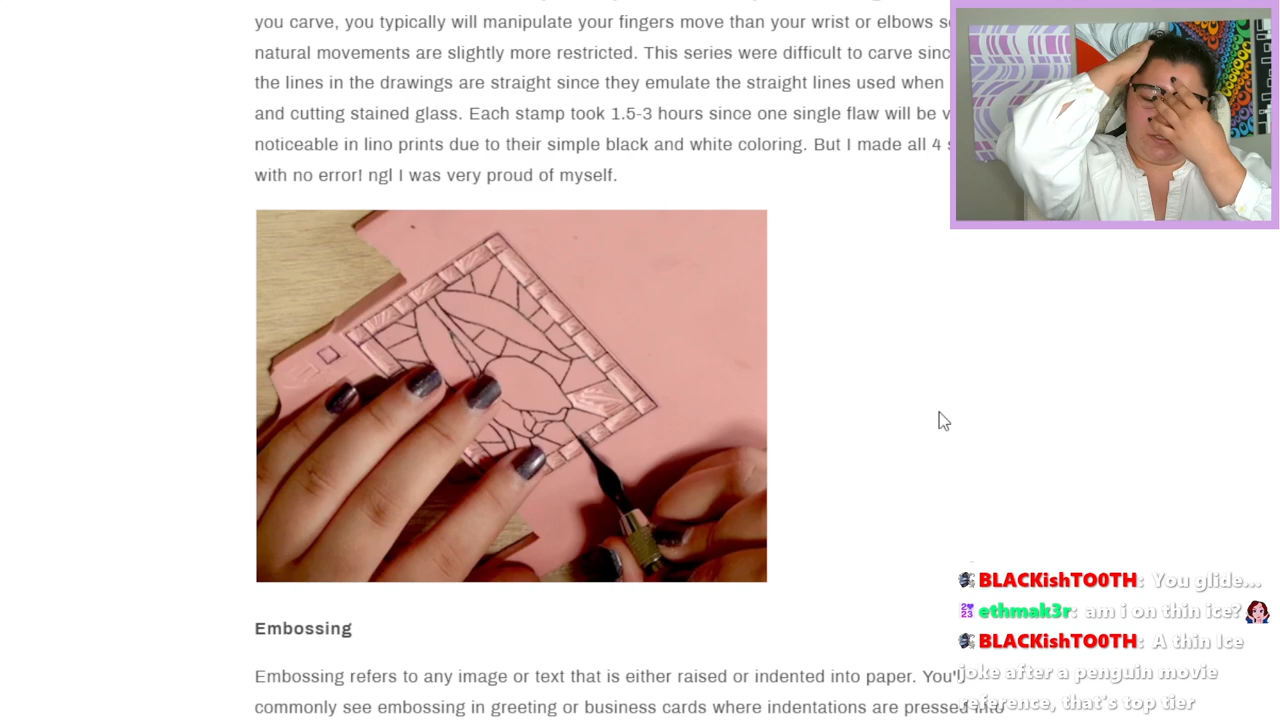 you carve, you typically will manipulate your fingers move than your wrist or elbows
natural movements are slightly more restricted. This series were difficult to carve sinc
the lines in the drawings are straight since they emulate the straight lines used when
and cutting stained glass. Each stamp took 1.5-3 hours since one single flaw will be v
noticeable in lino prints due to their simple black and white coloring. But I made all 4
with no error! ngl I was very proud of myself.
BLACKishTO0TH: You glide...
ethmak3r: am i on thin ice?
BLACKishTO0TH: A thin Ice
joke after a penguin movie
reference, that's top tier
Embossing
Embossing refers to any image or text that is either raised or indented into paper. You'l
commonly see embossing in greeting or business cards where indentations are pressed into